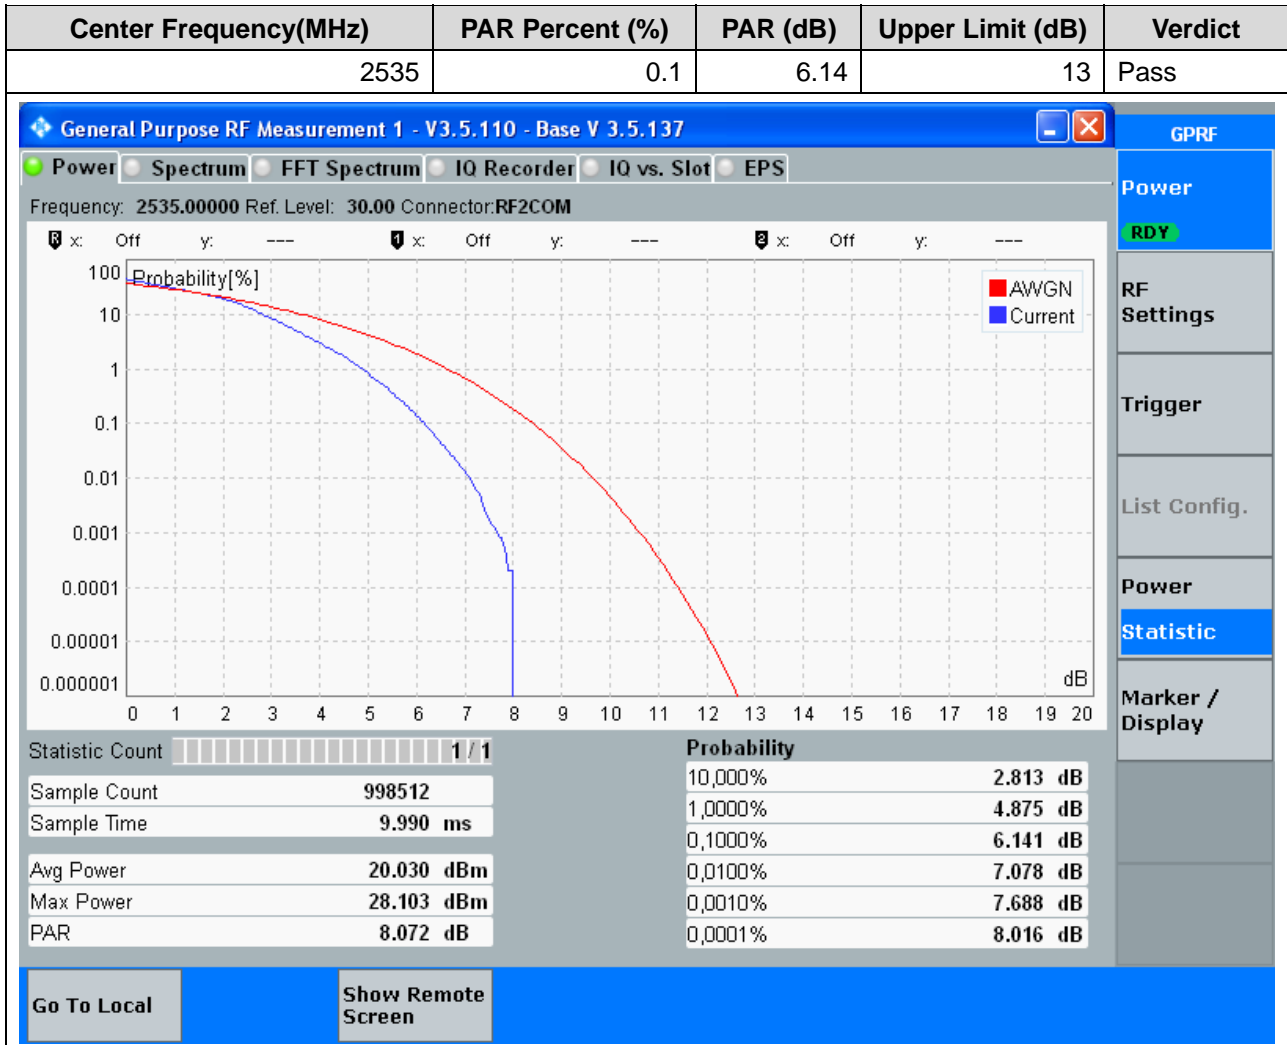 Center Frequency(MHz) PAR Percent (%) PAR (dB) Upper Limit (dB) Verdict
2535 0.1 6.14 13 Pass
General Purpose RF Measurement 1 - V3.5.110 - Base V 3.5.137
GPRF
Power Spectrum FFT Spectrum IQ Recorder IQ vs. Slot EPS
Power
RDY
Frequency: 2535.00000 Ref. Level: 30.00 Connector:RF2COM
R x: Off y: --- 1 x: Off y: --- 2 x: Off y: ---
Probability[%]
AWGN
Current
100
10
1
0.1
0.01
0.001
0.0001
0.00001
0.000001
dB
0 1 2 3 4 5 6 7 8 9 10 11 12 13 14 15 16 17 18 19 20
RF
Settings
Trigger
List Config.
Power
Statistic
Marker /
Display
Statistic Count 1 / 1
Sample Count 998512
Sample Time 9.990 ms
Avg Power 20.030 dBm
Max Power 28.103 dBm
PAR 8.072 dB
Probability
10,000% 2.813 dB
1,0000% 4.875 dB
0,1000% 6.141 dB
0,0100% 7.078 dB
0,0010% 7.688 dB
0,0001% 8.016 dB
Go To Local
Show Remote
Screen